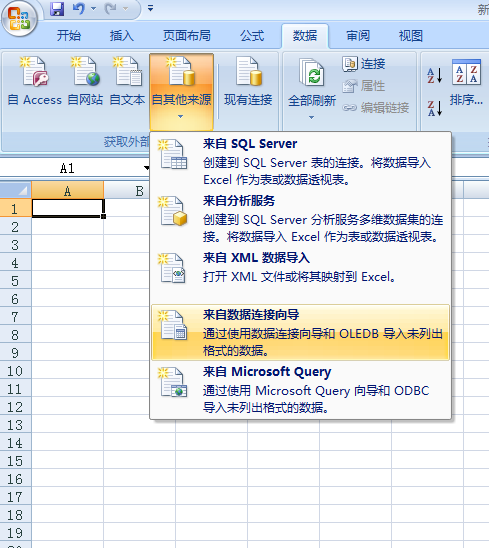 新
开始 插入 页面布局 公式 数据 审阅 视图
自 Access 自网站 自文本 自其他来源 现有连接 全部刷新 连接 属性 编辑链接 排序...
获取外部
来自 SQL Server
创建到 SQL Server 表的连接。将数据导入
Excel 作为表或数据透视表。
来自分析服务
创建到 SQL Server 分析服务多维数据集的连
接。将数据导入 Excel 作为表或数据透视表。
来自 XML 数据导入
打开 XML 文件或将其映射到 Excel。
来自数据连接向导
通过使用数据连接向导和 OLEDB 导入未列出
格式的数据。
来自 Microsoft Query
通过使用 Microsoft Query 向导和 ODBC
导入未列出格式的数据。
A1
A B
1
2
3
4
5
6
7
8
9
10
11
12
13
14
15
16
17
18
19